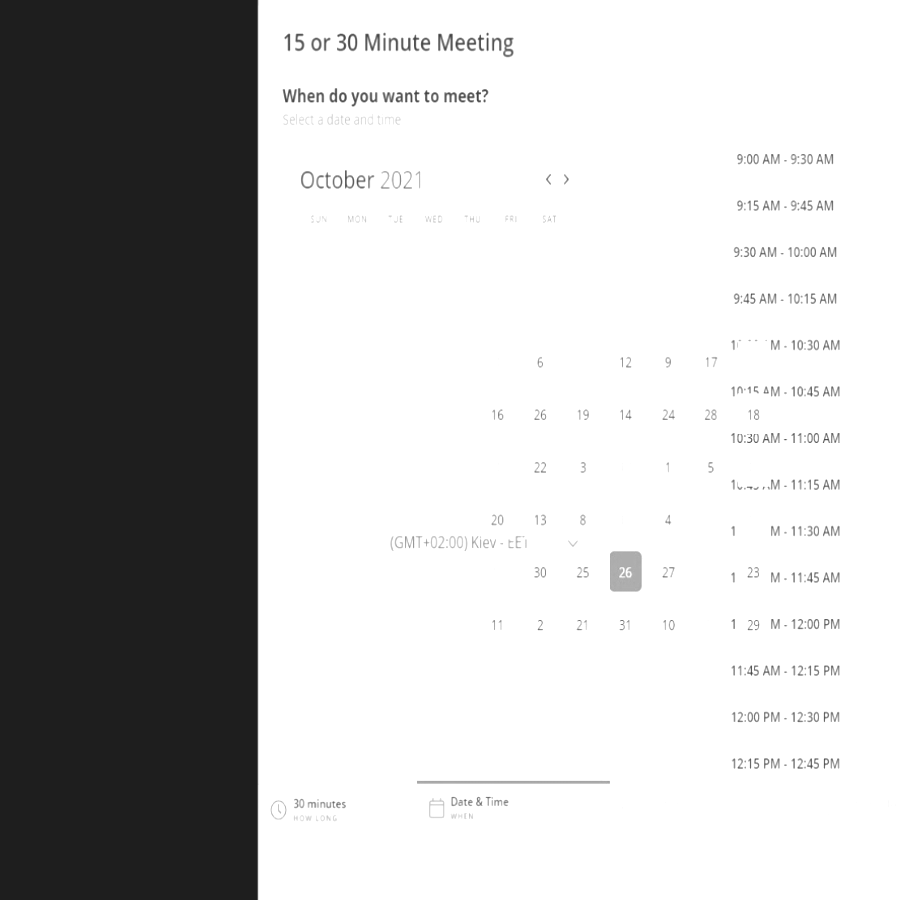 15 or 30 Minute Meeting
When do you want to meet?
Select a date and time
October 2021
SUN MON TUE WED THU FRI SAT
9:00 AM - 9:30 AM
9:15 AM - 9:45 AM
9:30 AM - 10:00 AM
9:45 AM - 10:15 AM
M - 10:30 AM
6 12 9 17
10:15 AM - 10:45 AM
16 26 19 14 24 28 18
10:30 AM - 11:00 AM
22 3 1 5
M - 11:15 AM
20 13 8 4
M - 11:30 AM
(GMT+02:00) Kiev - EET
30 25 26 27 23
M - 11:45 AM
11 2 21 31 10 29
M - 12:00 PM
11:45 AM - 12:15 PM
12:00 PM - 12:30 PM
12:15 PM - 12:45 PM
30 minutes
HOW LONG
Date & Time
WHEN